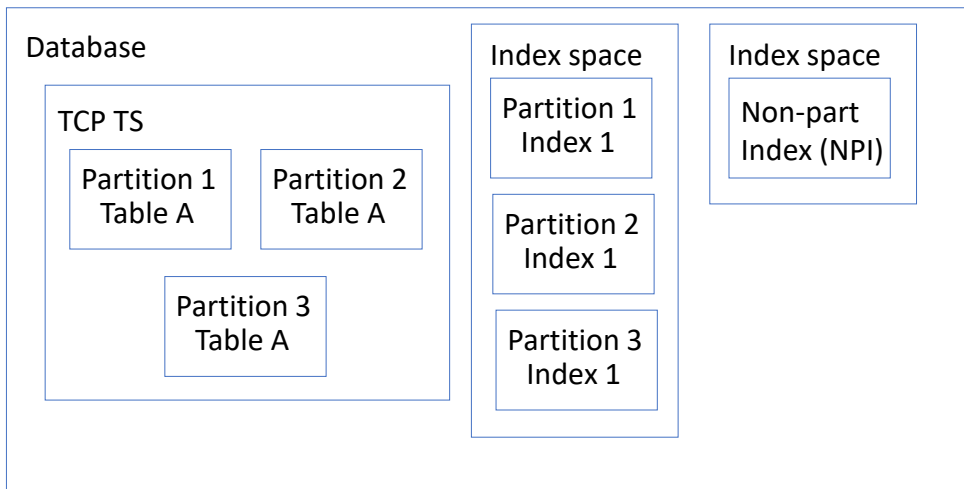 Database
TCP TS
Partition 1
Table A
Partition 2
Table A
Partition 3
Table A
Index space
Partition 1
Index 1
Partition 2
Index 1
Partition 3
Index 1
Index space
Non-part
Index (NPI)